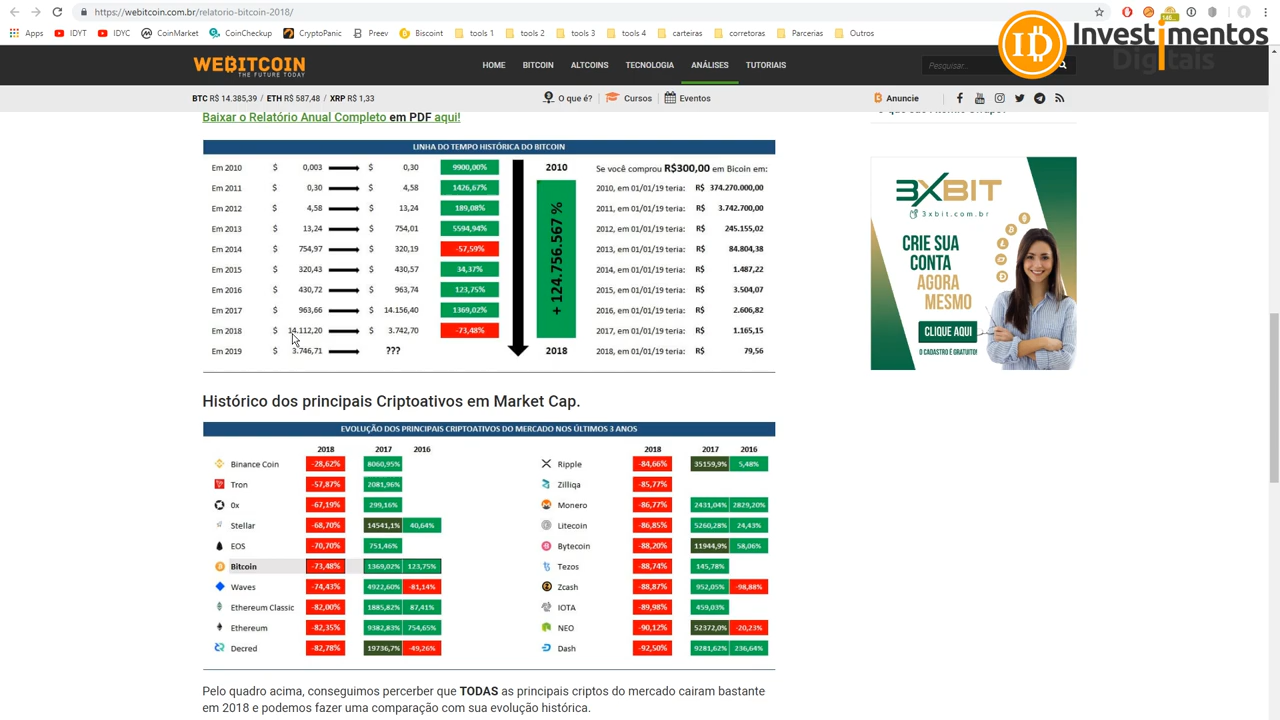 https://webitcoin.com.br/relatorio-bitcoin-2018/
Apps IDYT IDYC CoinMarket CoinCheckup CryptoPanic Preev Biscoint tools 1 tools 2 tools 3 tools 4 carteiras corretoras Parcerias Outros
Investimentos
Digitais
WEBITCOIN
THE FUTURE TODAY
HOME BITCOIN ALTCOINS TECNOLOGIA ANÁLISES TUTORIAIS
Pesquisar...
BTC R$ 14.385,39 / ETH R$ 587,48 / XRP R$ 1,33
O que é? Cursos Eventos
Anuncie
Baixar o Relatório Anual Completo em PDF aqui!
LINHA DO TEMPO HISTÓRICA DO BITCOIN
Em 2010 $ 0,003 $ 0,30 9900,00%
Em 2011 $ 0,30 $ 4,58 1426,67%
Em 2012 $ 4,58 $ 13,24 189,08%
Em 2013 $ 13,24 $ 754,01 5594,94%
Em 2014 $ 754,97 $ 320,19 -57,59%
Em 2015 $ 320,43 $ 430,57 34,37%
Em 2016 $ 430,72 $ 963,74 123,75%
Em 2017 $ 963,66 $ 14.156,40 1369,02%
Em 2018 $ 14.112,20 $ 3.742,70 -73,48%
Em 2019 $ 3.746,71 ???
2010
+ 124.756.567 %
2018
Se você comprou R$300,00 em Bicoin em:
2010, em 01/01/19 teria: R$ 374.270.000,00
2011, em 01/01/19 teria: R$ 3.742.700,00
2012, em 01/01/19 teria: R$ 245.155,02
2013, em 01/01/19 teria: R$ 84.804,38
2014, em 01/01/19 teria: R$ 1.487,22
2015, em 01/01/19 teria: R$ 3.504,07
2016, em 01/01/19 teria: R$ 2.606,82
2017, em 01/01/19 teria: R$ 1.165,15
2018, em 01/01/19 teria: R$ 79,56
3XBIT
3xbit.com.br
CRIE SUA
CONTA
AGORA
MESMO
CLIQUE AQUI
O CADASTRO É GRATUITO!
Histórico dos principais Criptoativos em Market Cap.
EVOLUÇÃO DOS PRINCIPAIS CRIPTOATIVOS DO MERCADO NOS ÚLTIMOS 3 ANOS
2018 2017 2016
Binance Coin -28,62% 8060,95%
Tron -57,87% 2081,96%
0x -67,19% 299,16%
Stellar -68,70% 14541,1% 40,64%
EOS -70,70% 751,46%
Bitcoin -73,48% 1369,02% 123,75%
Waves -74,43% 4922,60% -81,14%
Ethereum Classic -82,00% 1885,82% 87,41%
Ethereum -82,35% 9382,83% 754,65%
Decred -82,78% 19736,7% -49,26%
2018 2017 2016
Ripple -84,66% 35159,9% 5,48%
Zilliqa -85,77%
Monero -86,77% 2431,04% 2829,20%
Litecoin -86,85% 5260,28% 24,43%
Bytecoin -88,20% 11944,9% 58,06%
Tezos -88,74% 145,78%
Zcash -88,87% 952,05% -98,88%
IOTA -89,98% 459,03%
NEO -90,12% 52372,0% -20,23%
Dash -92,50% 9281,62% 236,64%
Pelo quadro acima, conseguimos percerber que TODAS as principais criptos do mercado cairam bastante
em 2018 e podemos fazer uma comparação com sua evolução histórica.